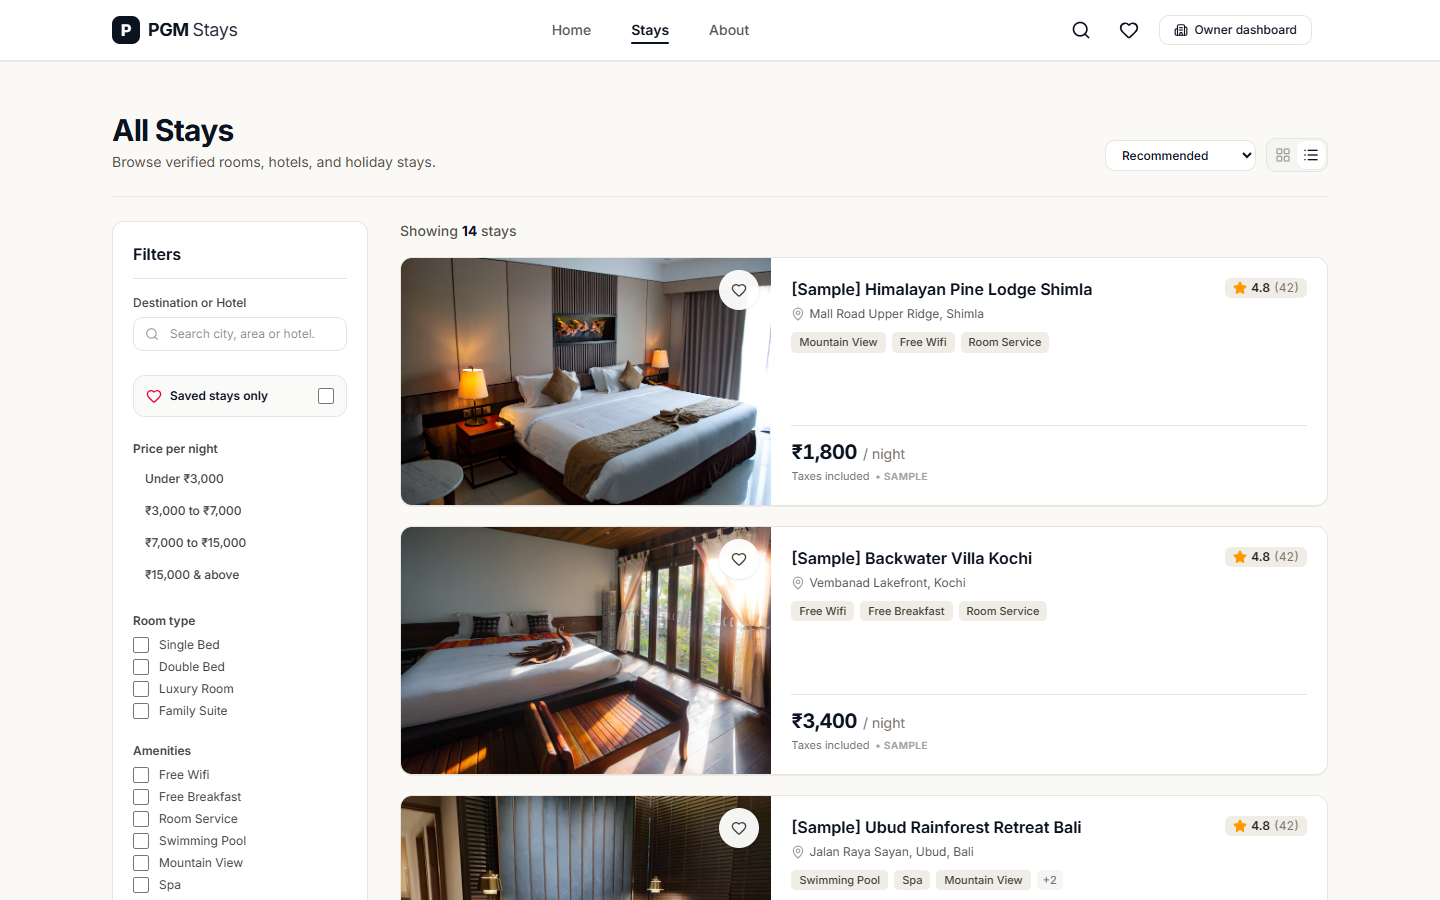 P PGM Stays
Home
Stays
About
Owner dashboard
All Stays
Browse verified rooms, hotels, and holiday stays.
Recommended
Filters
Destination or Hotel
Search city, area or hotel.
Saved stays only
Price per night
Under ₹3,000
₹3,000 to ₹7,000
₹7,000 to ₹15,000
₹15,000 & above
Room type
Single Bed
Double Bed
Luxury Room
Family Suite
Amenities
Free Wifi
Free Breakfast
Room Service
Swimming Pool
Mountain View
Spa
Showing 14 stays
[Sample] Himalayan Pine Lodge Shimla
4.8 (42)
Mall Road Upper Ridge, Shimla
Mountain View
Free Wifi
Room Service
₹1,800 / night
Taxes included • SAMPLE
[Sample] Backwater Villa Kochi
4.8 (42)
Vembanad Lakefront, Kochi
Free Wifi
Free Breakfast
Room Service
₹3,400 / night
Taxes included • SAMPLE
[Sample] Ubud Rainforest Retreat Bali
4.8 (42)
Jalan Raya Sayan, Ubud, Bali
Swimming Pool
Spa
Mountain View
+2